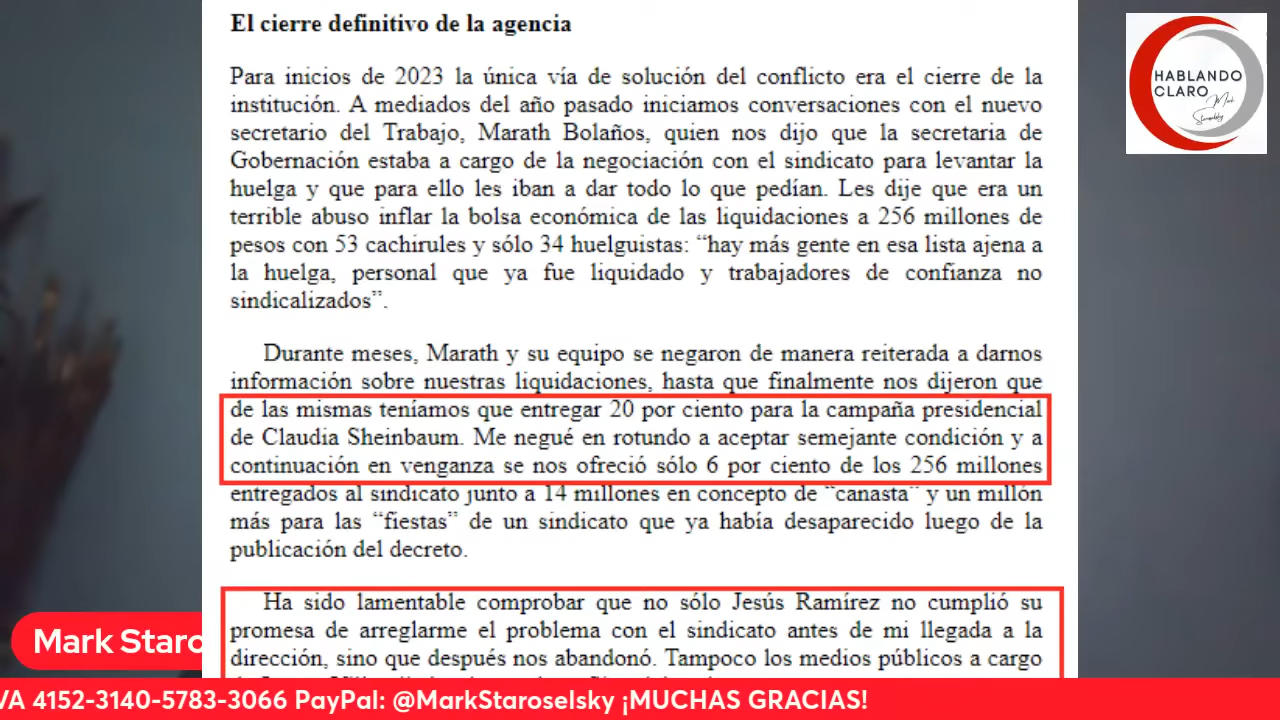 El cierre definitivo de la agencia
Para inicios de 2023 la única vía de solución del conflicto era el cierre de la
institución. A mediados del año pasado iniciamos conversaciones con el nuevo
secretario del Trabajo, Marath Bolaños, quien nos dijo que la secretaria de
Gobernación estaba a cargo de la negociación con el sindicato para levantar la
huelga y que para ello les iban a dar todo lo que pedían. Les dije que era un
terrible abuso inflar la bolsa económica de las liquidaciones a 256 millones de
pesos con 53 cachirules y sólo 34 huelguistas: “hay más gente en esa lista ajena a
la huelga, personal que ya fue liquidado y trabajadores de confianza no
sindicalizados”.
Durante meses, Marath y su equipo se negaron de manera reiterada a darnos
información sobre nuestras liquidaciones, hasta que finalmente nos dijeron que
de las mismas teníamos que entregar 20 por ciento para la campaña presidencial
de Claudia Sheinbaum. Me negué en rotundo a aceptar semejante condición y a
continuación en venganza se nos ofreció sólo 6 por ciento de los 256 millones
entregados al sindicato junto a 14 millones en concepto de “canasta” y un millón
más para las “fiestas” de un sindicato que ya había desaparecido luego de la
publicación del decreto.
Ha sido lamentable comprobar que no sólo Jesús Ramírez no cumplió su
promesa de arreglarme el problema con el sindicato antes de mi llegada a la
dirección, sino que después nos abandonó. Tampoco los medios públicos a cargo
HABLANDO
CLARO
Mark
Staroselsky
Mark Staro
VA 4152-3140-5783-3066 PayPal: @MarkStaroselsky ¡MUCHAS GRACIAS!